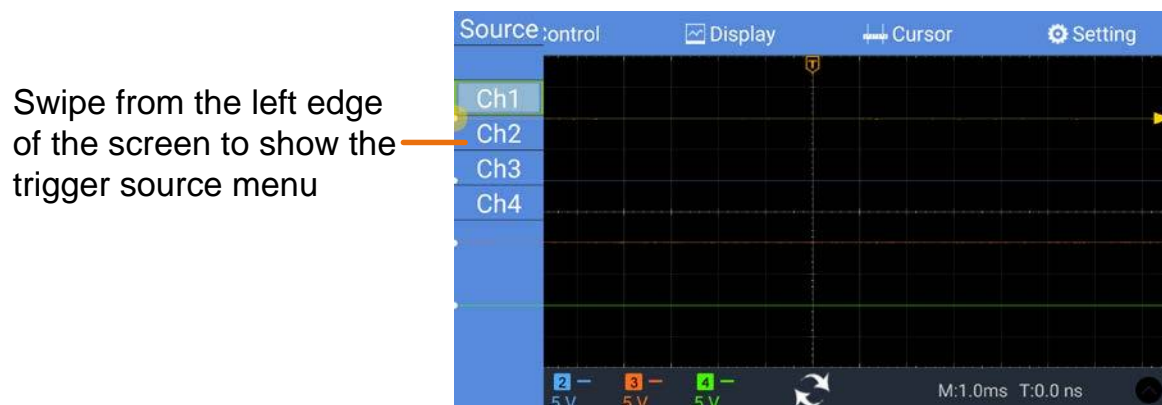 Source :ontrol Display Cursor Setting
T
Swipe from the left edge
of the screen to show the
trigger source menu
Ch1
Ch2
Ch3
Ch4
2 3 4
5 V 5 V 5 V M:1.0ms T:0.0 ns